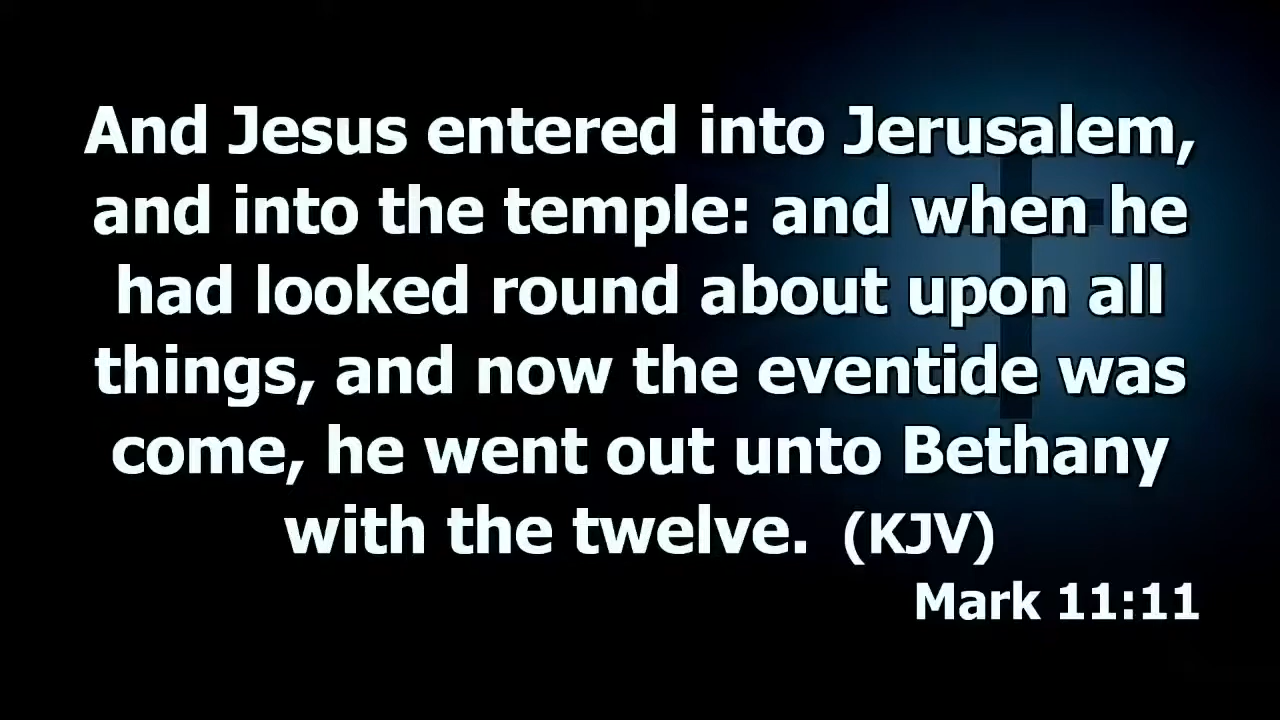 And Jesus entered into Jerusalem,
and into the temple: and when he
had looked round about upon all
things, and now the eventide was
come, he went out unto Bethany
with the twelve. (KJV)
Mark 11:11